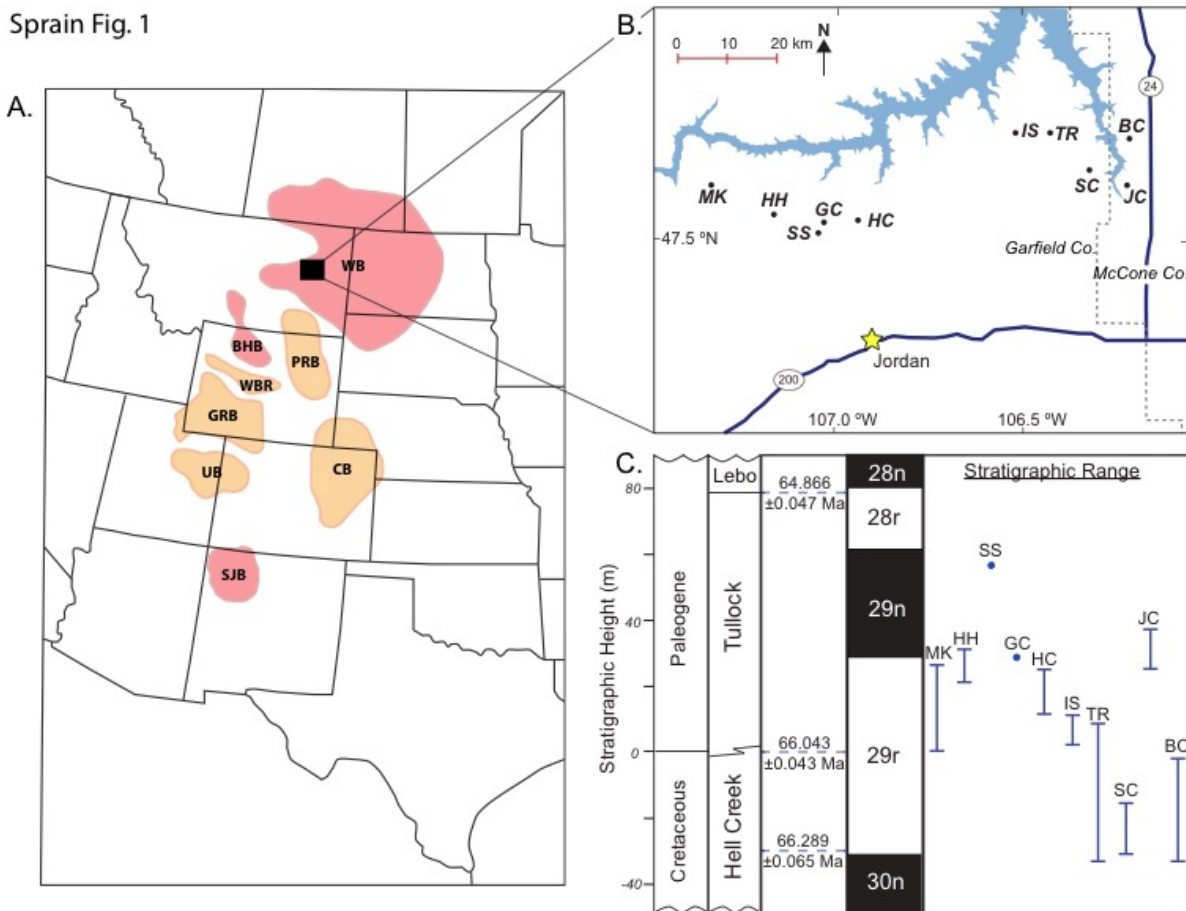 Sprain Fig. 1
A.
WB
BHB
PRB
WBR
GRB
UB
CB
SJB
B.
0 10 20 km
N
24
IS TR BC
MK
SC
JC
HH
GC
HC
SS
47.5 ºN
Garfield Co.
McCone Co.
Jordan
200
107.0 ºW 106.5 ºW
C.
Stratigraphic Height (m)
80
40
0
-40
Paleogene
Cretaceous
Lebo
Tullock
Hell Creek
64.866
±0.047 Ma
66.043
±0.043 Ma
66.289
±0.065 Ma
28n
28r
29n
29r
30n
Stratigraphic Range
SS
MK
HH
GC
HC
IS
TR
SC
JC
BC